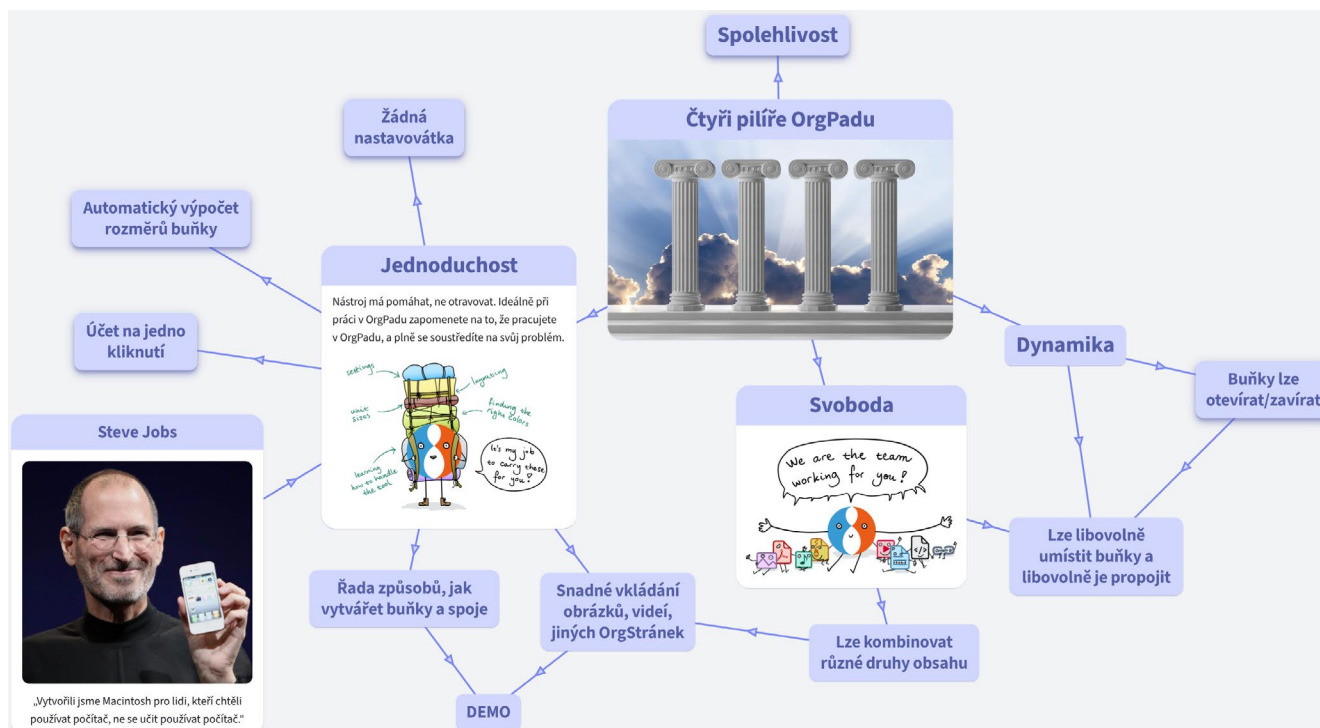 Spolehlivost
Čtyři pilíře OrgPadu
Žádná
nastavovátka
Automatický výpočet
rozměrů buňky
Jednoduchost
Nástroj má pomáhat, ne otravovat. Ideálně při
práci v OrgPadu zapomenete na to, že pracujete
v OrgPadu, a plně se soustředíte na svůj problém.
settings
layouting
unit
sizes
finding the
right colors
learning
how to handle
the tool
It's my job
to carry these
for you!
Účet na jedno
kliknutí
Dynamika
Buňky lze
otevírat/zavírat
Svoboda
We are the team
working for you!
</>
Steve Jobs
„Vytvořili jsme Macintosh pro lidi, kteří chtěli
používat počítač, ne se učit používat počítač.“
Lze libovolně
umístit buňky a
libovolně je propojit
Řada způsobů, jak
vytvářet buňky a spoje
Snadné vkládání
obrázků, videí,
jiných OrgStránek
Lze kombinovat
různé druhy obsahu
DEMO